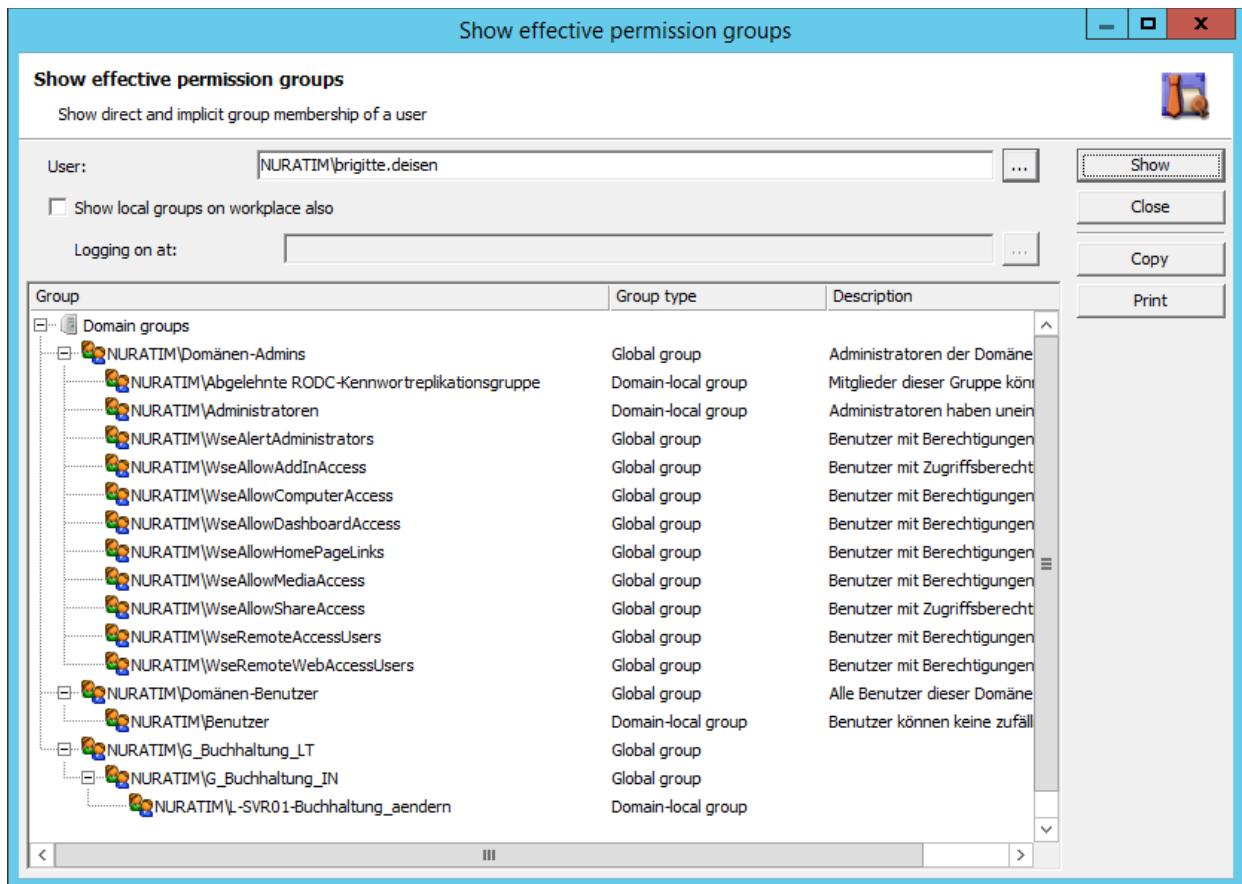 Show effective permission groups
Show effective permission groups
Show direct and implicit group membership of a user
User: NURATIM\brigitte.deisen ... Show
Show local groups on workplace also Close
Logging on at: ... Copy
Group Group type Description Print
Domain groups
NURATIM\Domänen-Admins Global group Administratoren der Domäne
NURATIM\Abgelehnte RODC-Kennwortreplikationsgruppe Domain-local group Mitglieder dieser Gruppe könn
NURATIM\Administratoren Domain-local group Administratoren haben unein
NURATIM\WseAlertAdministrators Global group Benutzer mit Berechtigungen
NURATIM\WseAllowAddInAccess Global group Benutzer mit Zugriffsberecht
NURATIM\WseAllowComputerAccess Global group Benutzer mit Berechtigungen
NURATIM\WseAllowDashboardAccess Global group Benutzer mit Berechtigungen
NURATIM\WseAllowHomePageLinks Global group Benutzer mit Berechtigungen
NURATIM\WseAllowMediaAccess Global group Benutzer mit Berechtigungen
NURATIM\WseAllowShareAccess Global group Benutzer mit Zugriffsberecht
NURATIM\WseRemoteAccessUsers Global group Benutzer mit Berechtigungen
NURATIM\WseRemoteWebAccessUsers Global group Benutzer mit Berechtigungen
NURATIM\Domänen-Benutzer Global group Alle Benutzer dieser Domäne
NURATIM\Benutzer Domain-local group Benutzer können keine zufäll
NURATIM\G_Buchhaltung_LT Global group
NURATIM\G_Buchhaltung_IN Global group
NURATIM\L-SVR01-Buchhaltung_aendern Domain-local group